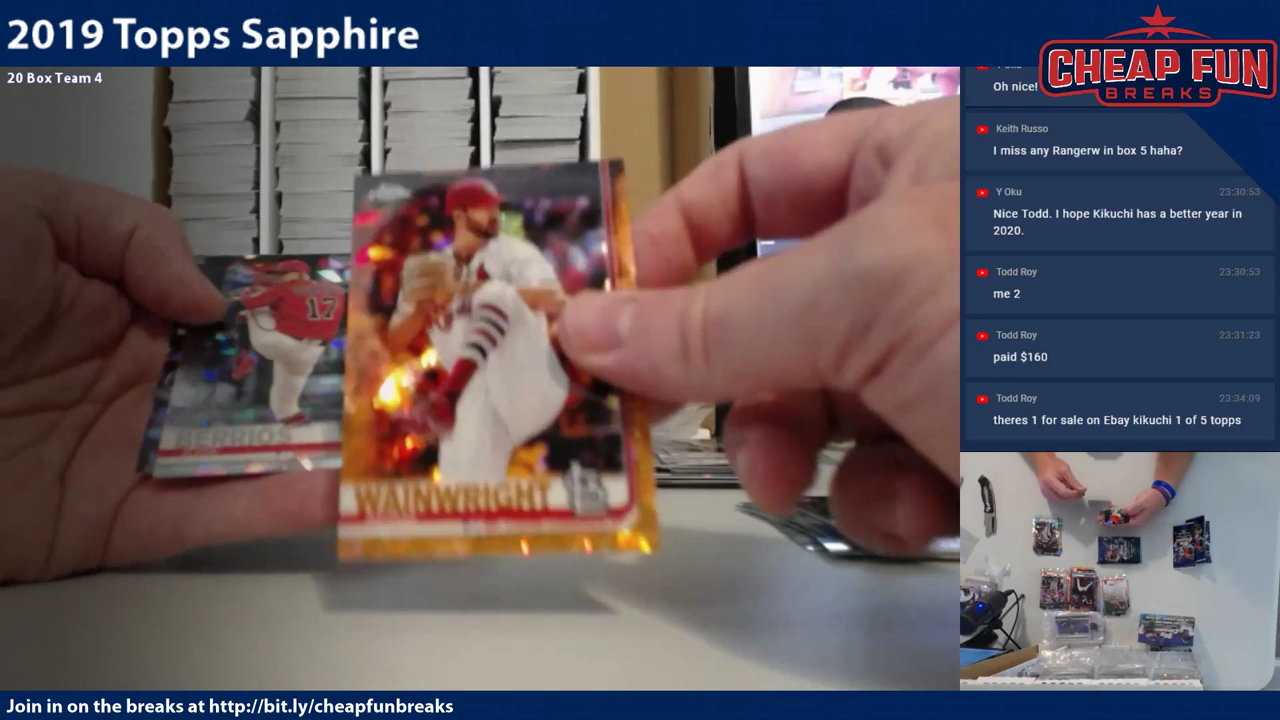 2019 Topps Sapphire
20 Box Team 4
CHEAP FUN
BREAKS
Oh nice!
Keith Russo
I miss any Rangerw in box 5 haha?
Y Oku 23:30:53
Nice Todd. I hope Kikuchi has a better year in
2020.
Todd Roy 23:30:53
me 2
Todd Roy 23:31:23
paid $160
Todd Roy 23:34:09
theres 1 for sale on Ebay kikuchi 1 of 5 topps
17
BERRIOS
WAINWRIGHT
Join in on the breaks at http://bit.ly/cheapfunbreaks